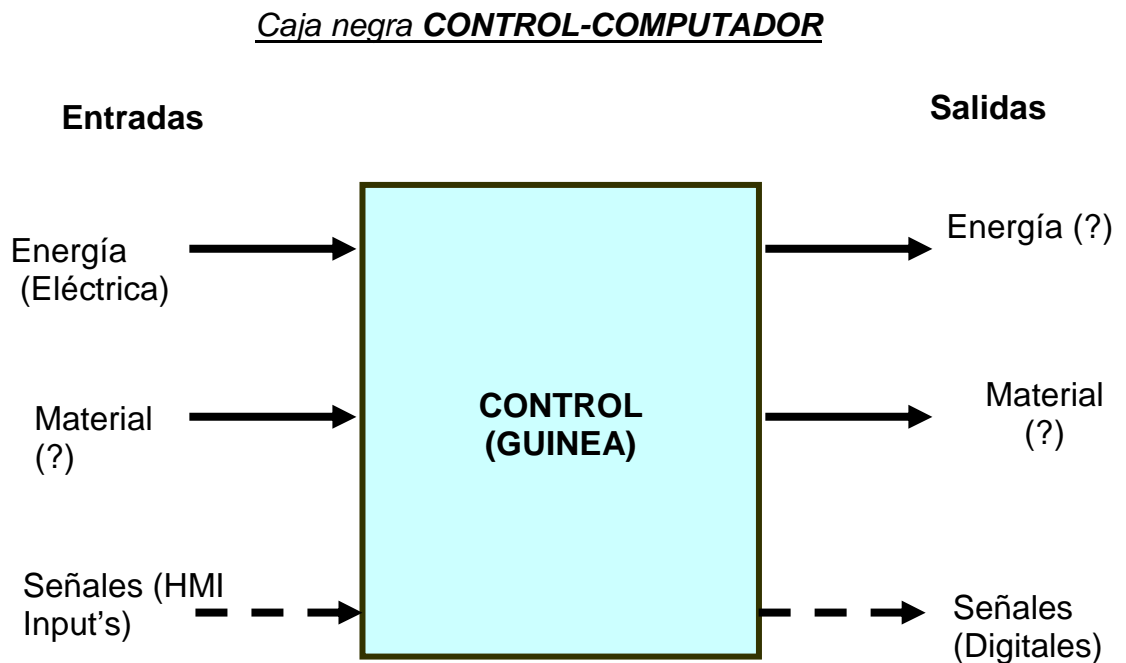 Caja negra CONTROL-COMPUTADOR
Entradas
Salidas
Energía
(Eléctrica)
Energía (?)
Material
(?)
CONTROL
(GUINEA)
Material
(?)
Señales (HMI
Input's)
Señales
(Digitales)